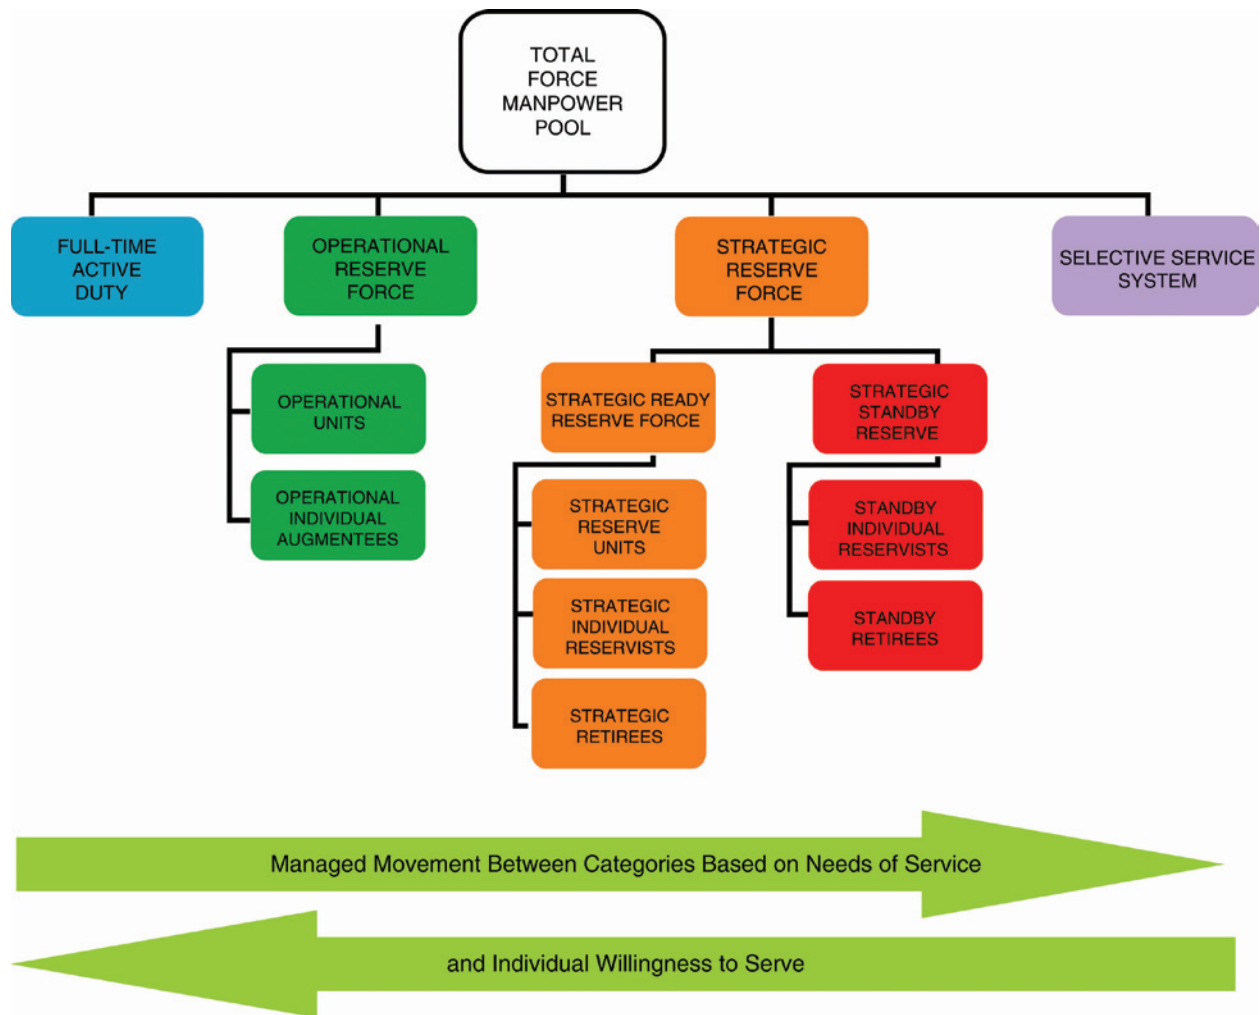 TOTAL
FORCE
MANPOWER
POOL
FULL-TIME
ACTIVE
DUTY
OPERATIONAL
RESERVE
FORCE
STRATEGIC
RESERVE
FORCE
SELECTIVE SERVICE
SYSTEM
OPERATIONAL
UNITS
OPERATIONAL
INDIVIDUAL
AUGMENTEES
STRATEGIC READY
RESERVE FORCE
STRATEGIC
RESERVE
UNITS
STRATEGIC
INDIVIDUAL
RESERVISTS
STRATEGIC
RETIREES
STRATEGIC
STANDBY
RESERVE
STANDBY
INDIVIDUAL
RESERVISTS
STANDBY
RETIREES
Managed Movement Between Categories Based on Needs of Service
and Individual Willingness to Serve